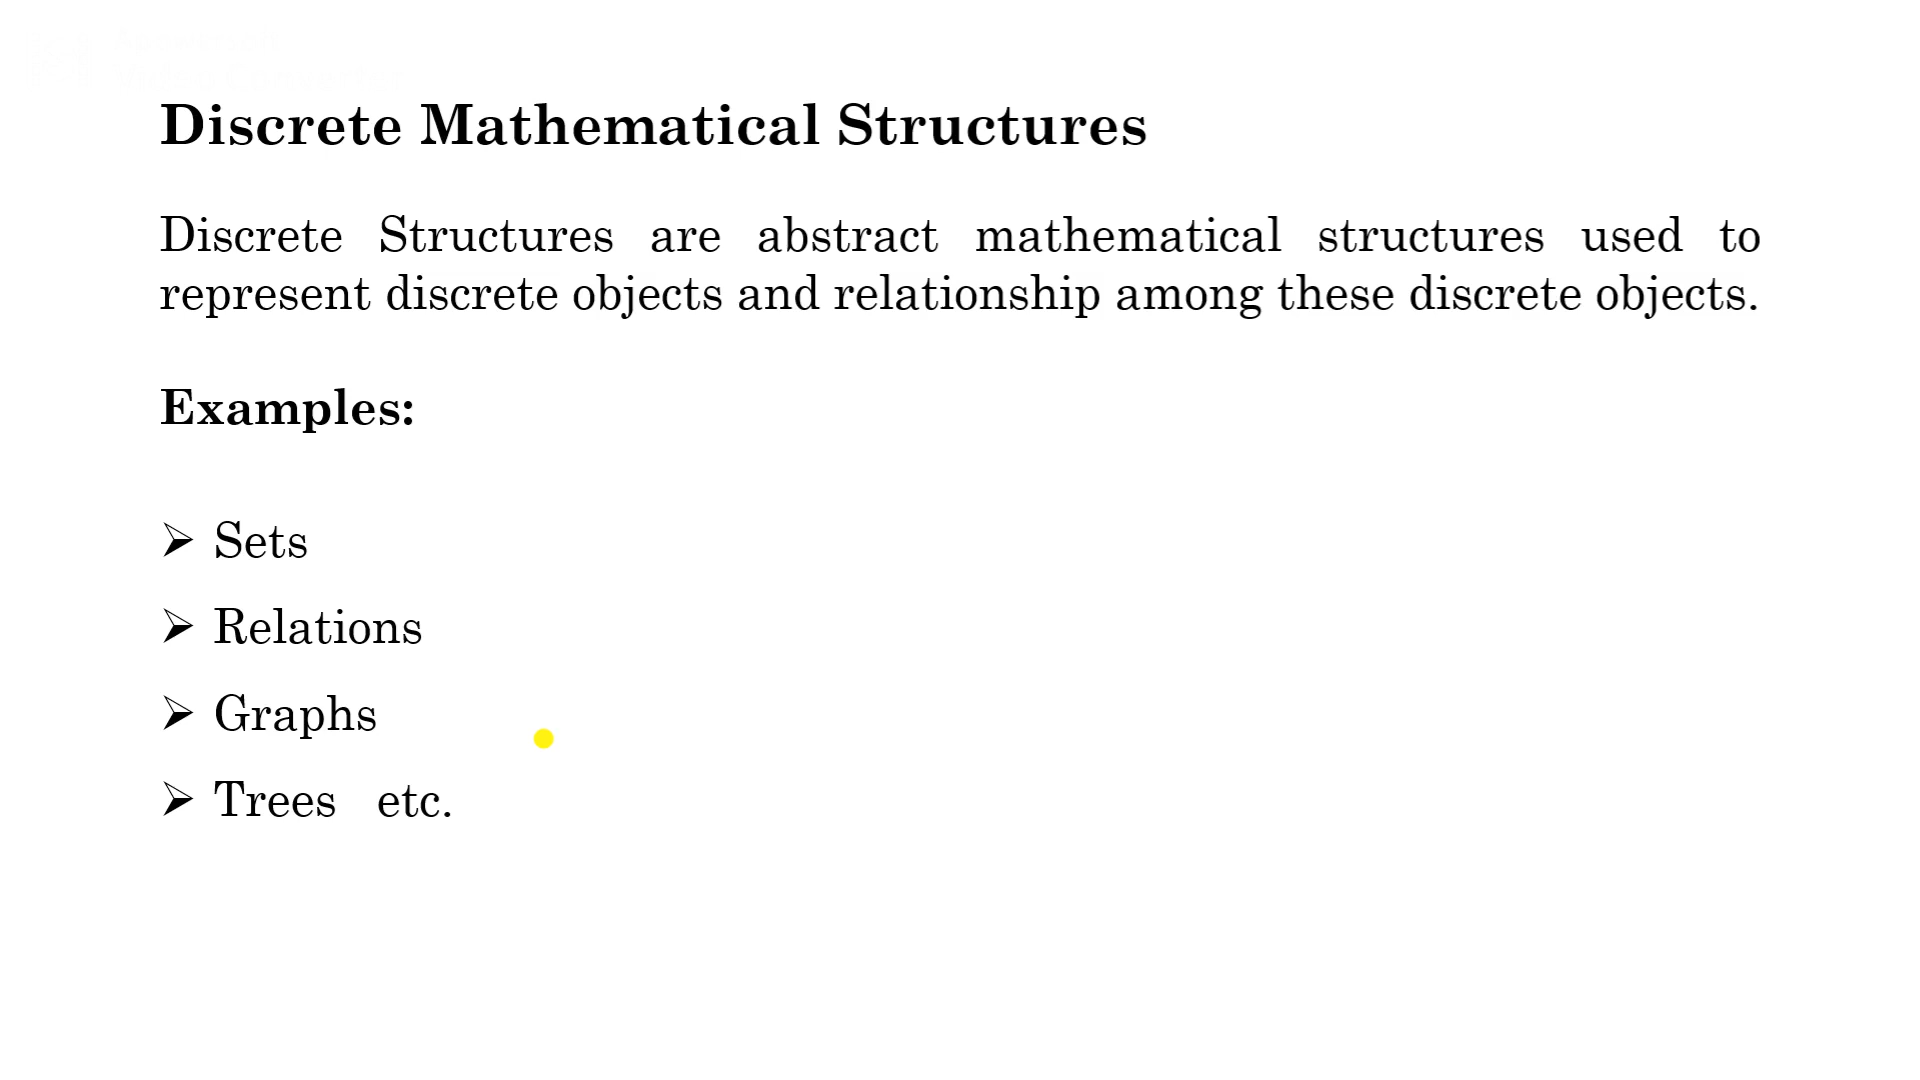 Discrete Mathematical Structures
Discrete Structures are abstract mathematical structures used to
represent discrete objects and relationship among these discrete objects.
Examples:
➢ Sets
➢ Relations
➢ Graphs
➢ Trees etc.